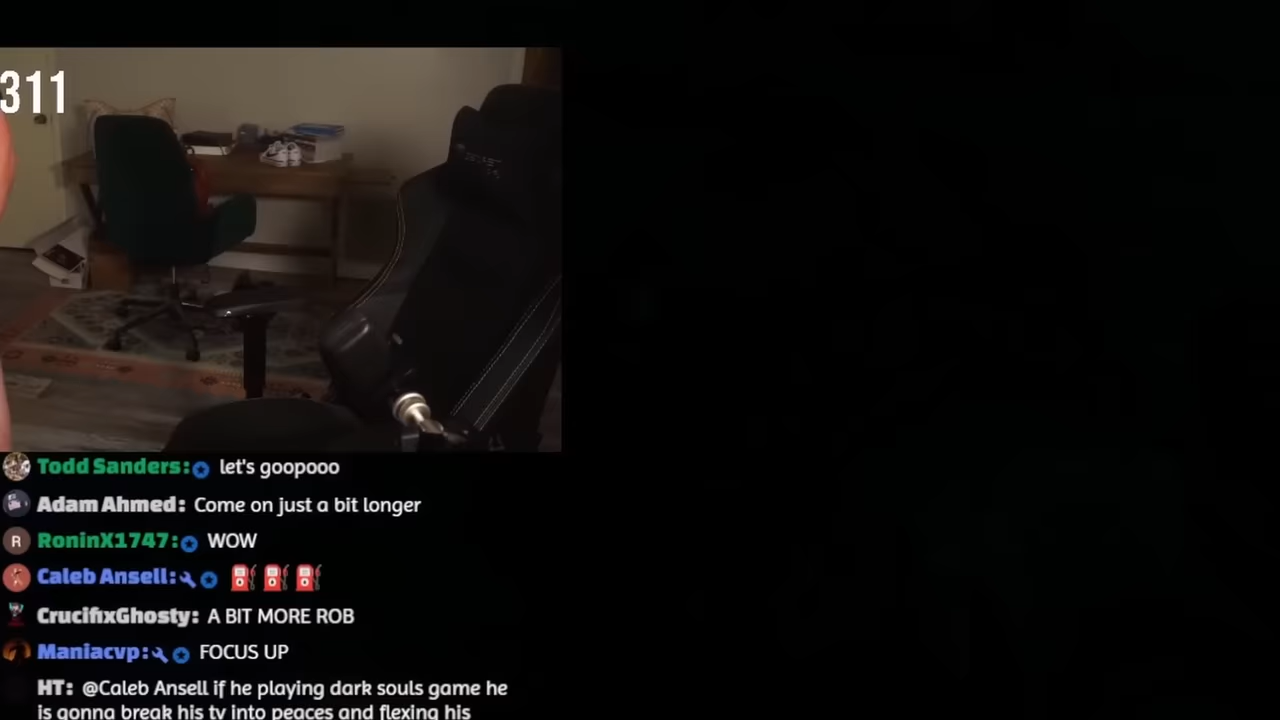 311
Todd Sanders: let's goopooo
Adam Ahmed: Come on just a bit longer
R RoninX1747: WOW
Caleb Ansell: ⛽⛽⛽
CrucifixGhosty: A BIT MORE ROB
Maniacvp: FOCUS UP
HT: @Caleb Ansell if he playing dark souls game he
is gonna break his tv into peaces and flexing his